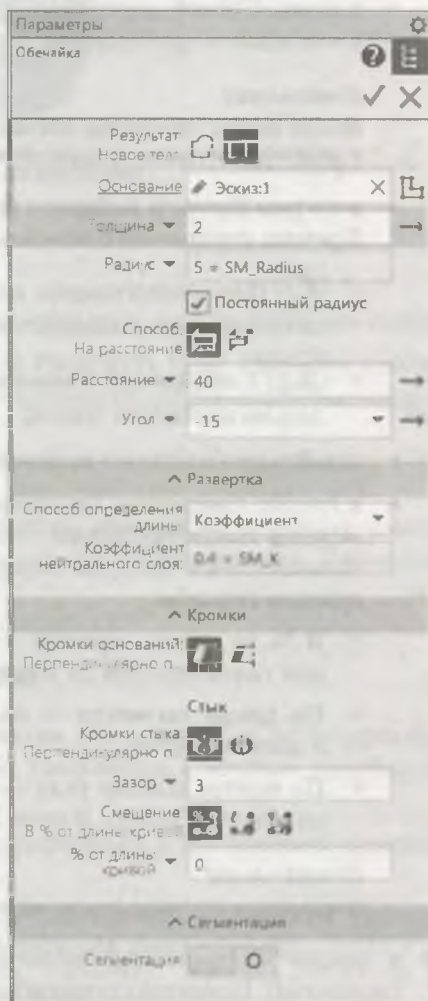 Параметры
Обечайка
Результат:
Новое тело
Основание Эскиз:1
Толщина 2
Радиус 5 = SM_Radius
Постоянный радиус
Способ:
На расстояние
Расстояние 40
Угол -15
Развертка
Способ определения длины: Коэффициент
Коэффициент нейтрального слоя: 0.4 = SM_K
Кромки
Кромки оснований:
Перпендикулярно п...
Стык
Кромки стыка
Перпендикулярно п...
Зазор 3
Смещение
В % от длины криво...
% от длины кривой 0
Сегментация
Сегментация